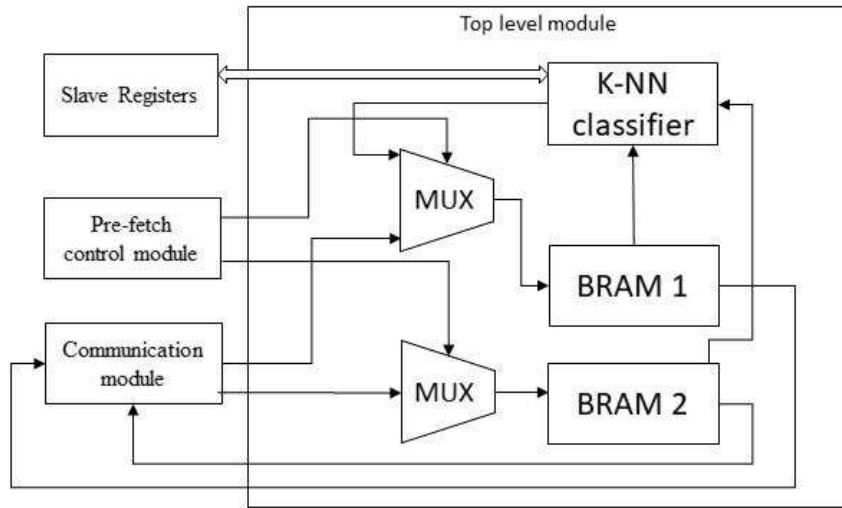 Top level module
Slave Registers
K-NN
classifier
MUX
Pre-fetch
control module
BRAM 1
Communication
module
MUX
BRAM 2